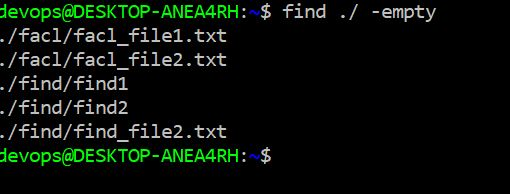 devops@DESKTOP-ANEA4RH:~$ find ./ -empty
./facl/facl_file1.txt
./facl/facl_file2.txt
./find/find1
./find/find2
./find/find_file2.txt
devops@DESKTOP-ANEA4RH:~$